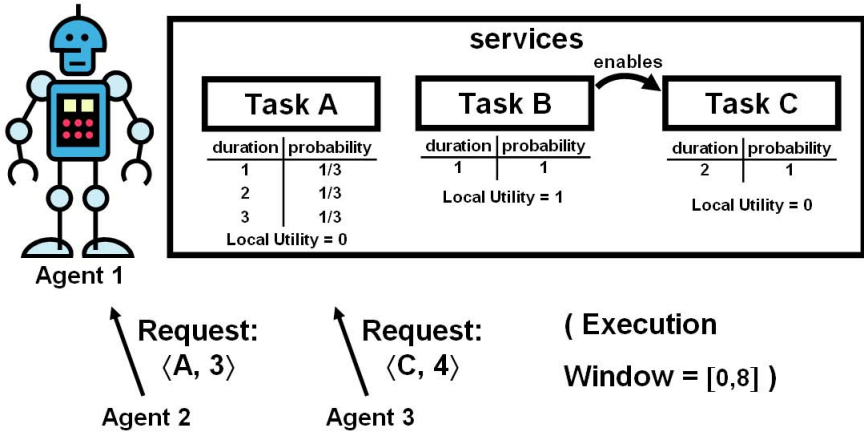 services
enables
Task A
Task B
Task C
duration probability
1 1/3
2 1/3
3 1/3
Local Utility = 0
duration probability
1 1
Local Utility = 1
duration probability
2 1
Local Utility = 0
Agent 1
Request:
⟨A, 3⟩
Agent 2
Request:
⟨C, 4⟩
Agent 3
( Execution
Window = [0,8] )